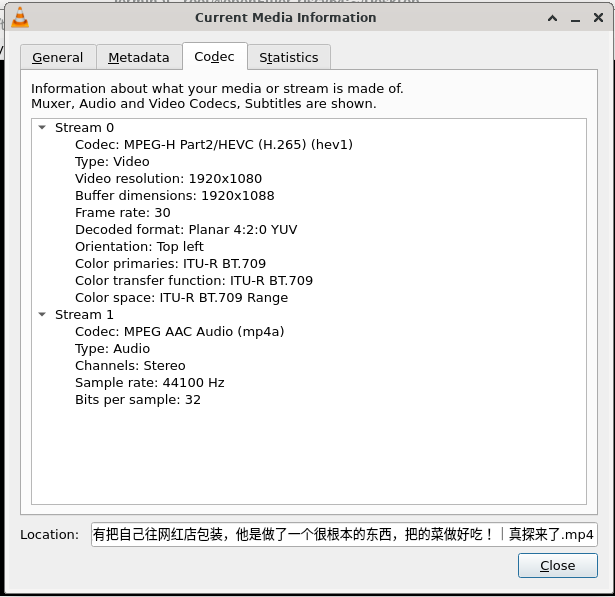 Current Media Information
General
Metadata
Codec
Statistics
Information about what your media or stream is made of.
Muxer, Audio and Video Codecs, Subtitles are shown.
Stream 0
Codec: MPEG-H Part2/HEVC (H.265) (hev1)
Type: Video
Video resolution: 1920x1080
Buffer dimensions: 1920x1088
Frame rate: 30
Decoded format: Planar 4:2:0 YUV
Orientation: Top left
Color primaries: ITU-R BT.709
Color transfer function: ITU-R BT.709
Color space: ITU-R BT.709 Range
Stream 1
Codec: MPEG AAC Audio (mp4a)
Type: Audio
Channels: Stereo
Sample rate: 44100 Hz
Bits per sample: 32
Location: 有把自己往网红店包装，他是做了一个很根本的东西，把的菜做好吃！｜真探来了.mp4
Close